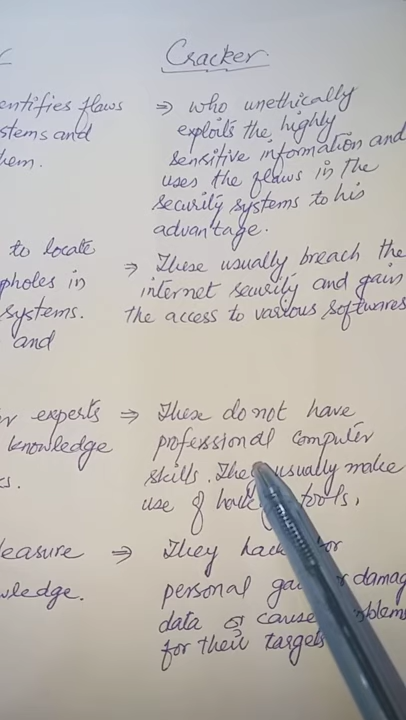 Cracker
entifies flaws
stems and
hem.
⇒ who unethically
exploits the highly
sensitive information and
uses the flaws in the
security systems to his
advantage.
to locate
pholes in
systems.
and
⇒ These usually breach the
internet security and gain
the access to various softwares
experts
knowledge
s.
⇒ These do not have
professional computer
skills. usually make
use of tools.
leasure
wledge.
⇒ They
personal damag
data or cause oblems
for their targets